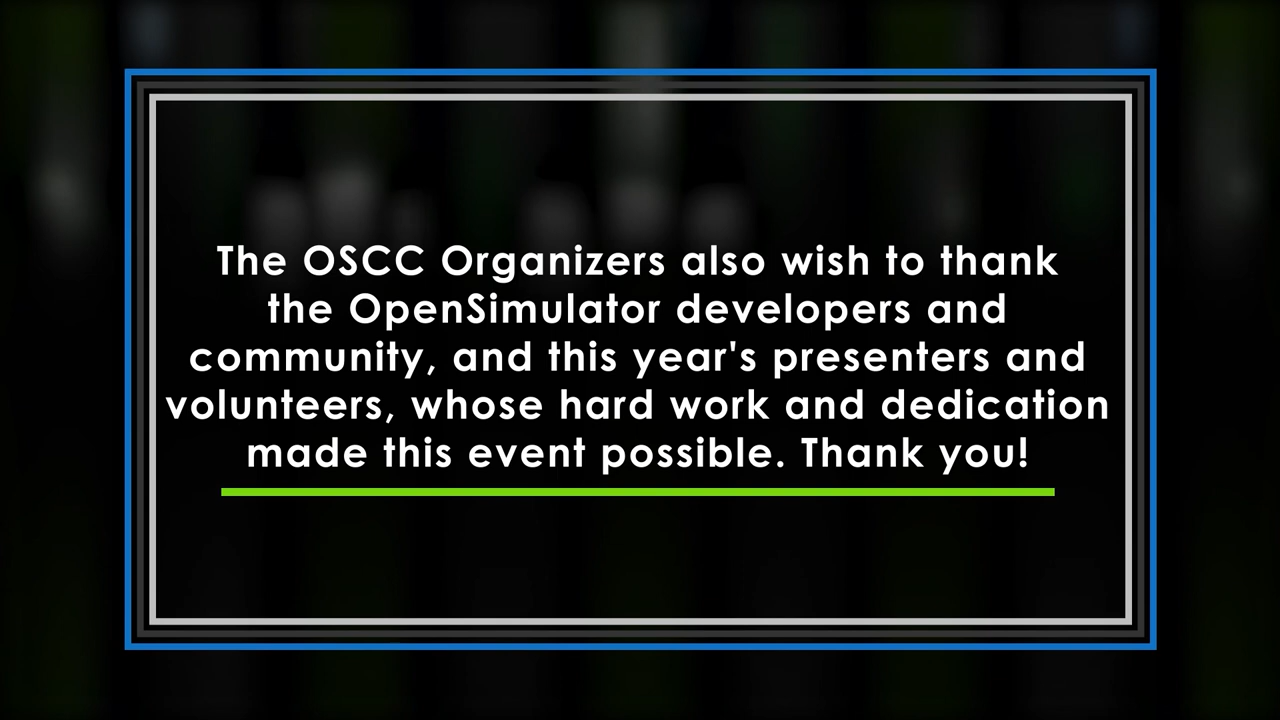 The OSCC Organizers also wish to thank
the OpenSimulator developers and
community, and this year's presenters and
volunteers, whose hard work and dedication
made this event possible. Thank you!